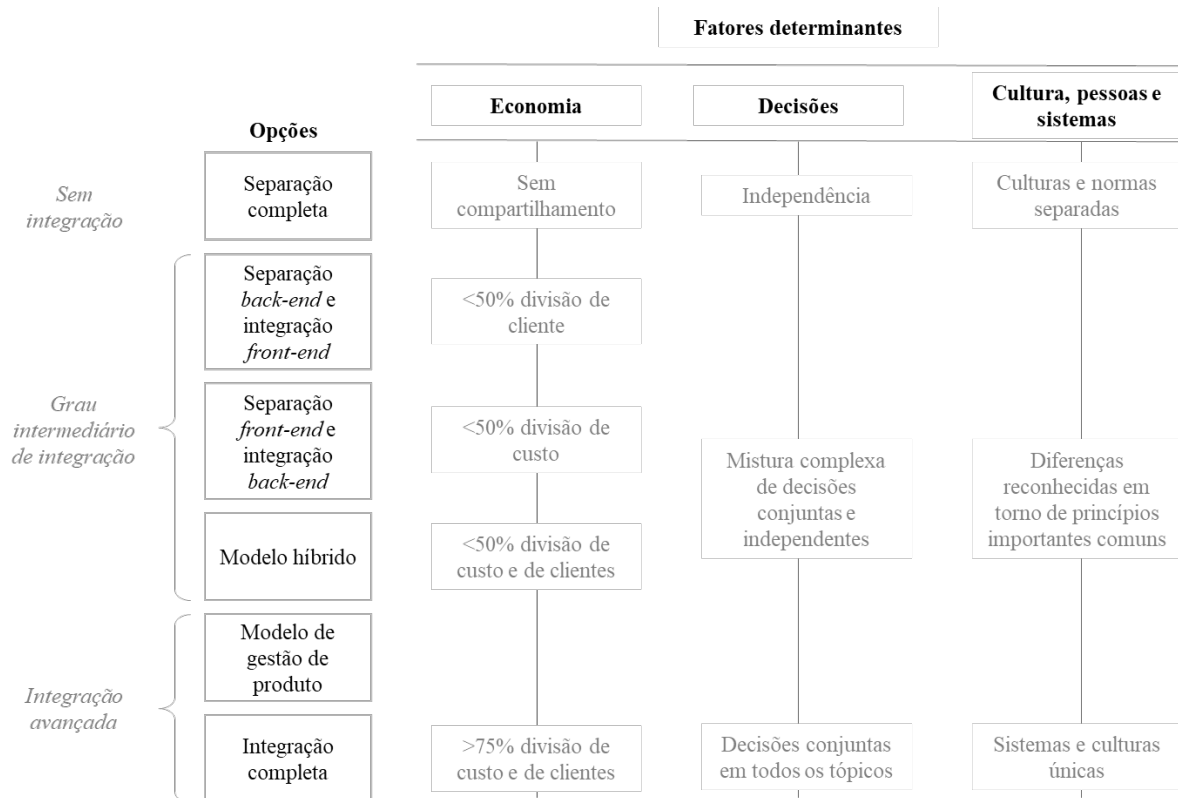 Fatores determinantes
Opções
Economia
Decisões
Cultura, pessoas e
sistemas
Sem
integração
Separação
completa
Sem
compartilhamento
Independência
Culturas e normas
separadas
Grau
intermediário
de integração
Separação
back-end e
integração
front-end
<50% divisão de
cliente
Separação
front-end e
integração
back-end
<50% divisão de
custo
Mistura complexa
de decisões
conjuntas e
independentes
Diferenças
reconhecidas em
torno de princípios
importantes comuns
Modelo híbrido
<50% divisão de
custo e de clientes
Integração
avançada
Modelo de
gestão de
produto
Integração
completa
>75% divisão de
custo e de clientes
Decisões conjuntas
em todos os tópicos
Sistemas e culturas
únicas